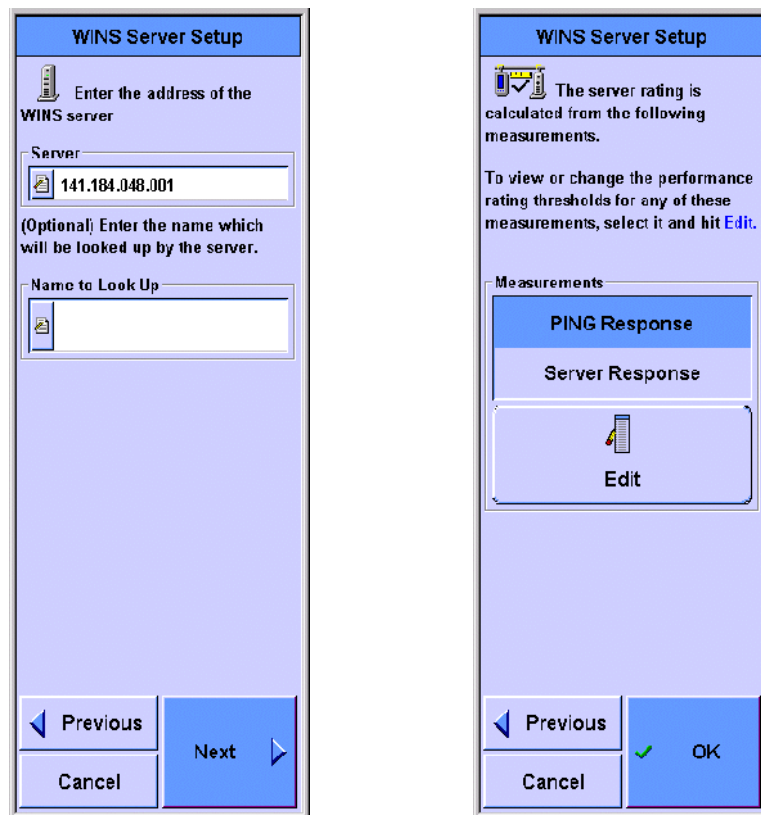 WINS Server Setup
Enter the address of the
WINS server
Server
141.184.048.001
(Optional) Enter the name which
will be looked up by the server.
Name to Look Up
Previous
Next
Cancel
WINS Server Setup
The server rating is
calculated from the following
measurements.
To view or change the performance
rating thresholds for any of these
measurements, select it and hit Edit.
Measurements
PING Response
Server Response
Edit
Previous
OK
Cancel